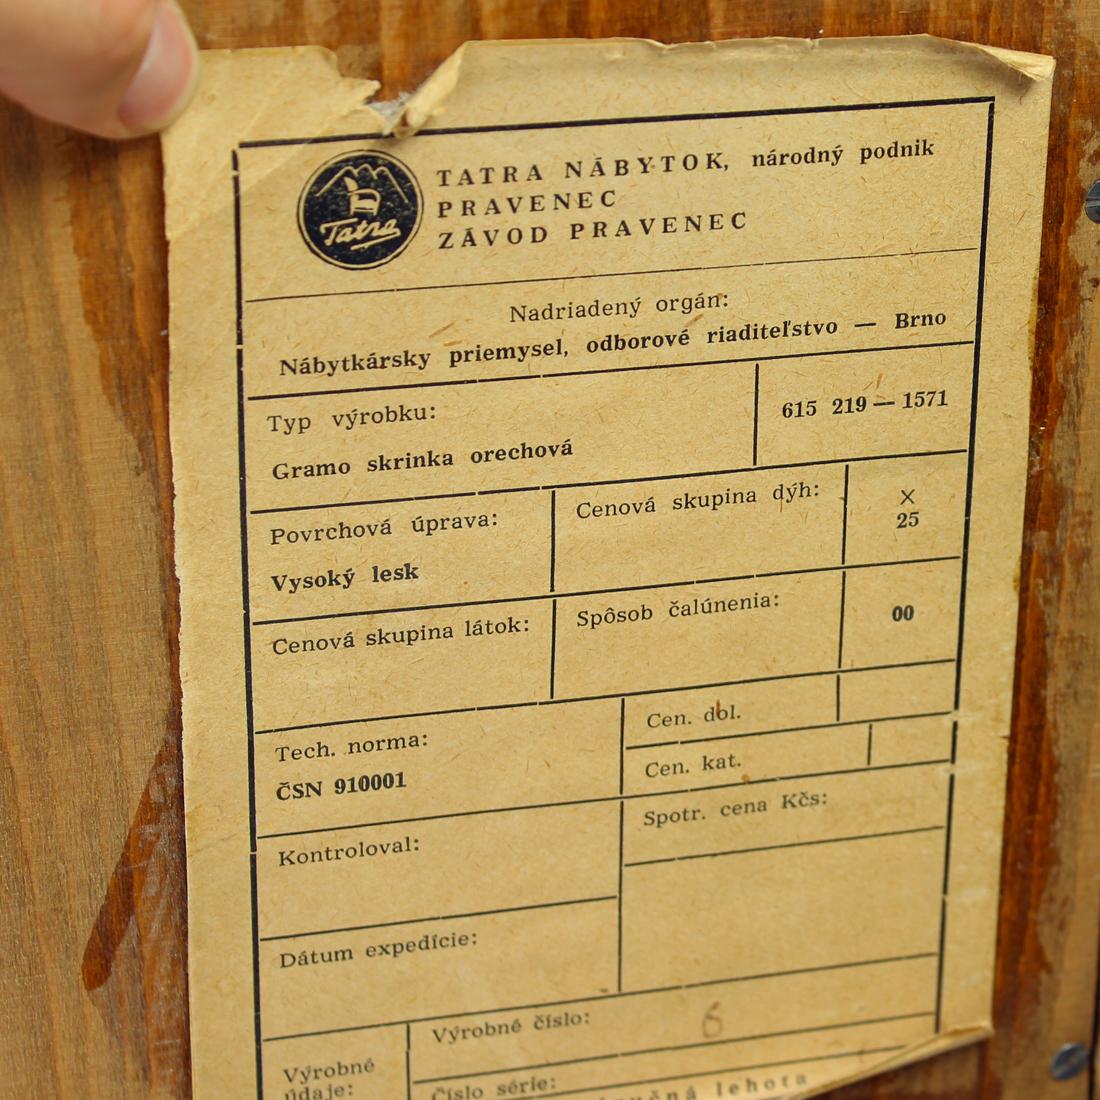 Tatra
TATRA NÁBYTOK, národný podnik
PRAVENEC
ZÁVOD PRAVENEC
Nadriadený orgán:
Nábytkársky priemysel, odborové riaditeľstvo — Brno
Typ výrobku:
Gramo skrinka orechová
615 219 — 1571
Povrchová úprava:
Vysoký lesk
Cenová skupina dýh:
×
25
Cenová skupina látok:
Spôsob čalúnenia:
00
Tech. norma:
ČSN 910001
Cen. dol.
Cen. kat.
Spotr. cena Kčs:
Kontroloval:
Dátum expedície:
Výrobné
údaje:
Výrobné číslo:
6
Číslo série:
lehota